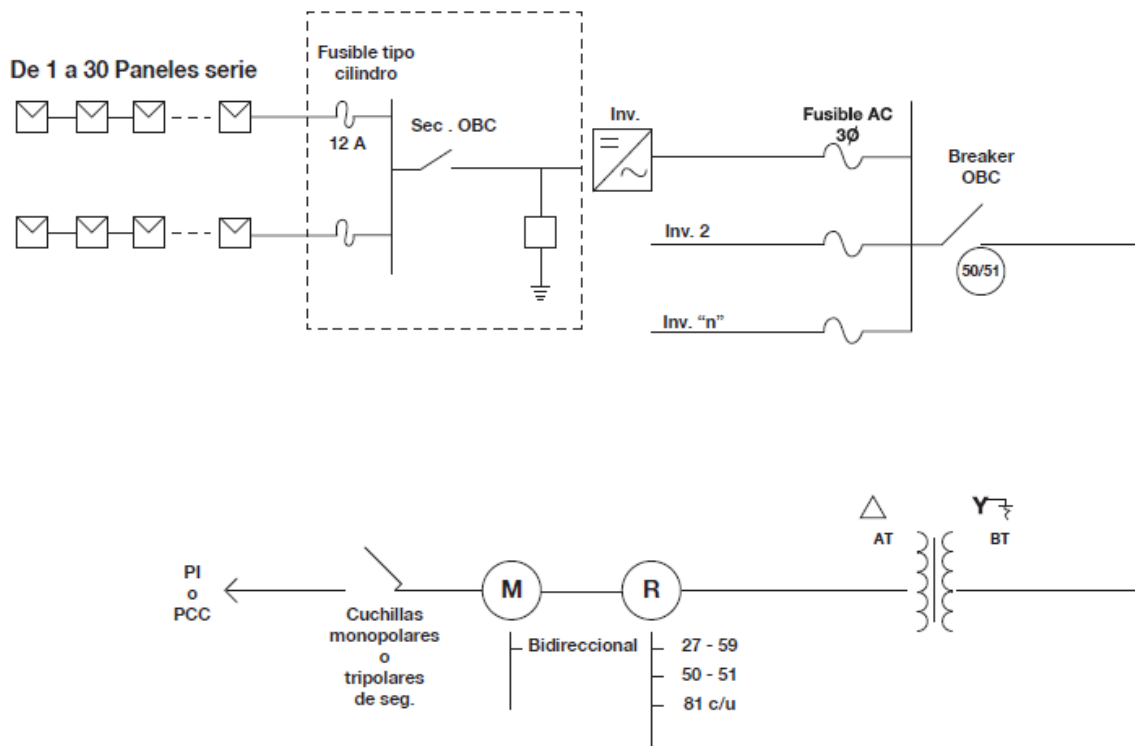 De 1 a 30 Paneles serie
Fusible tipo
cilindro
12 A
Sec . OBC
Inv.
Fusible AC
3Ø
Breaker
OBC
Inv. 2
50/51
Inv. “n”
AT
Y
BT
PI
o
PCC
Cuchillas
monopolares
o
tripolares
de seg.
M
Bidireccional
R
27 - 59
50 - 51
81 c/u